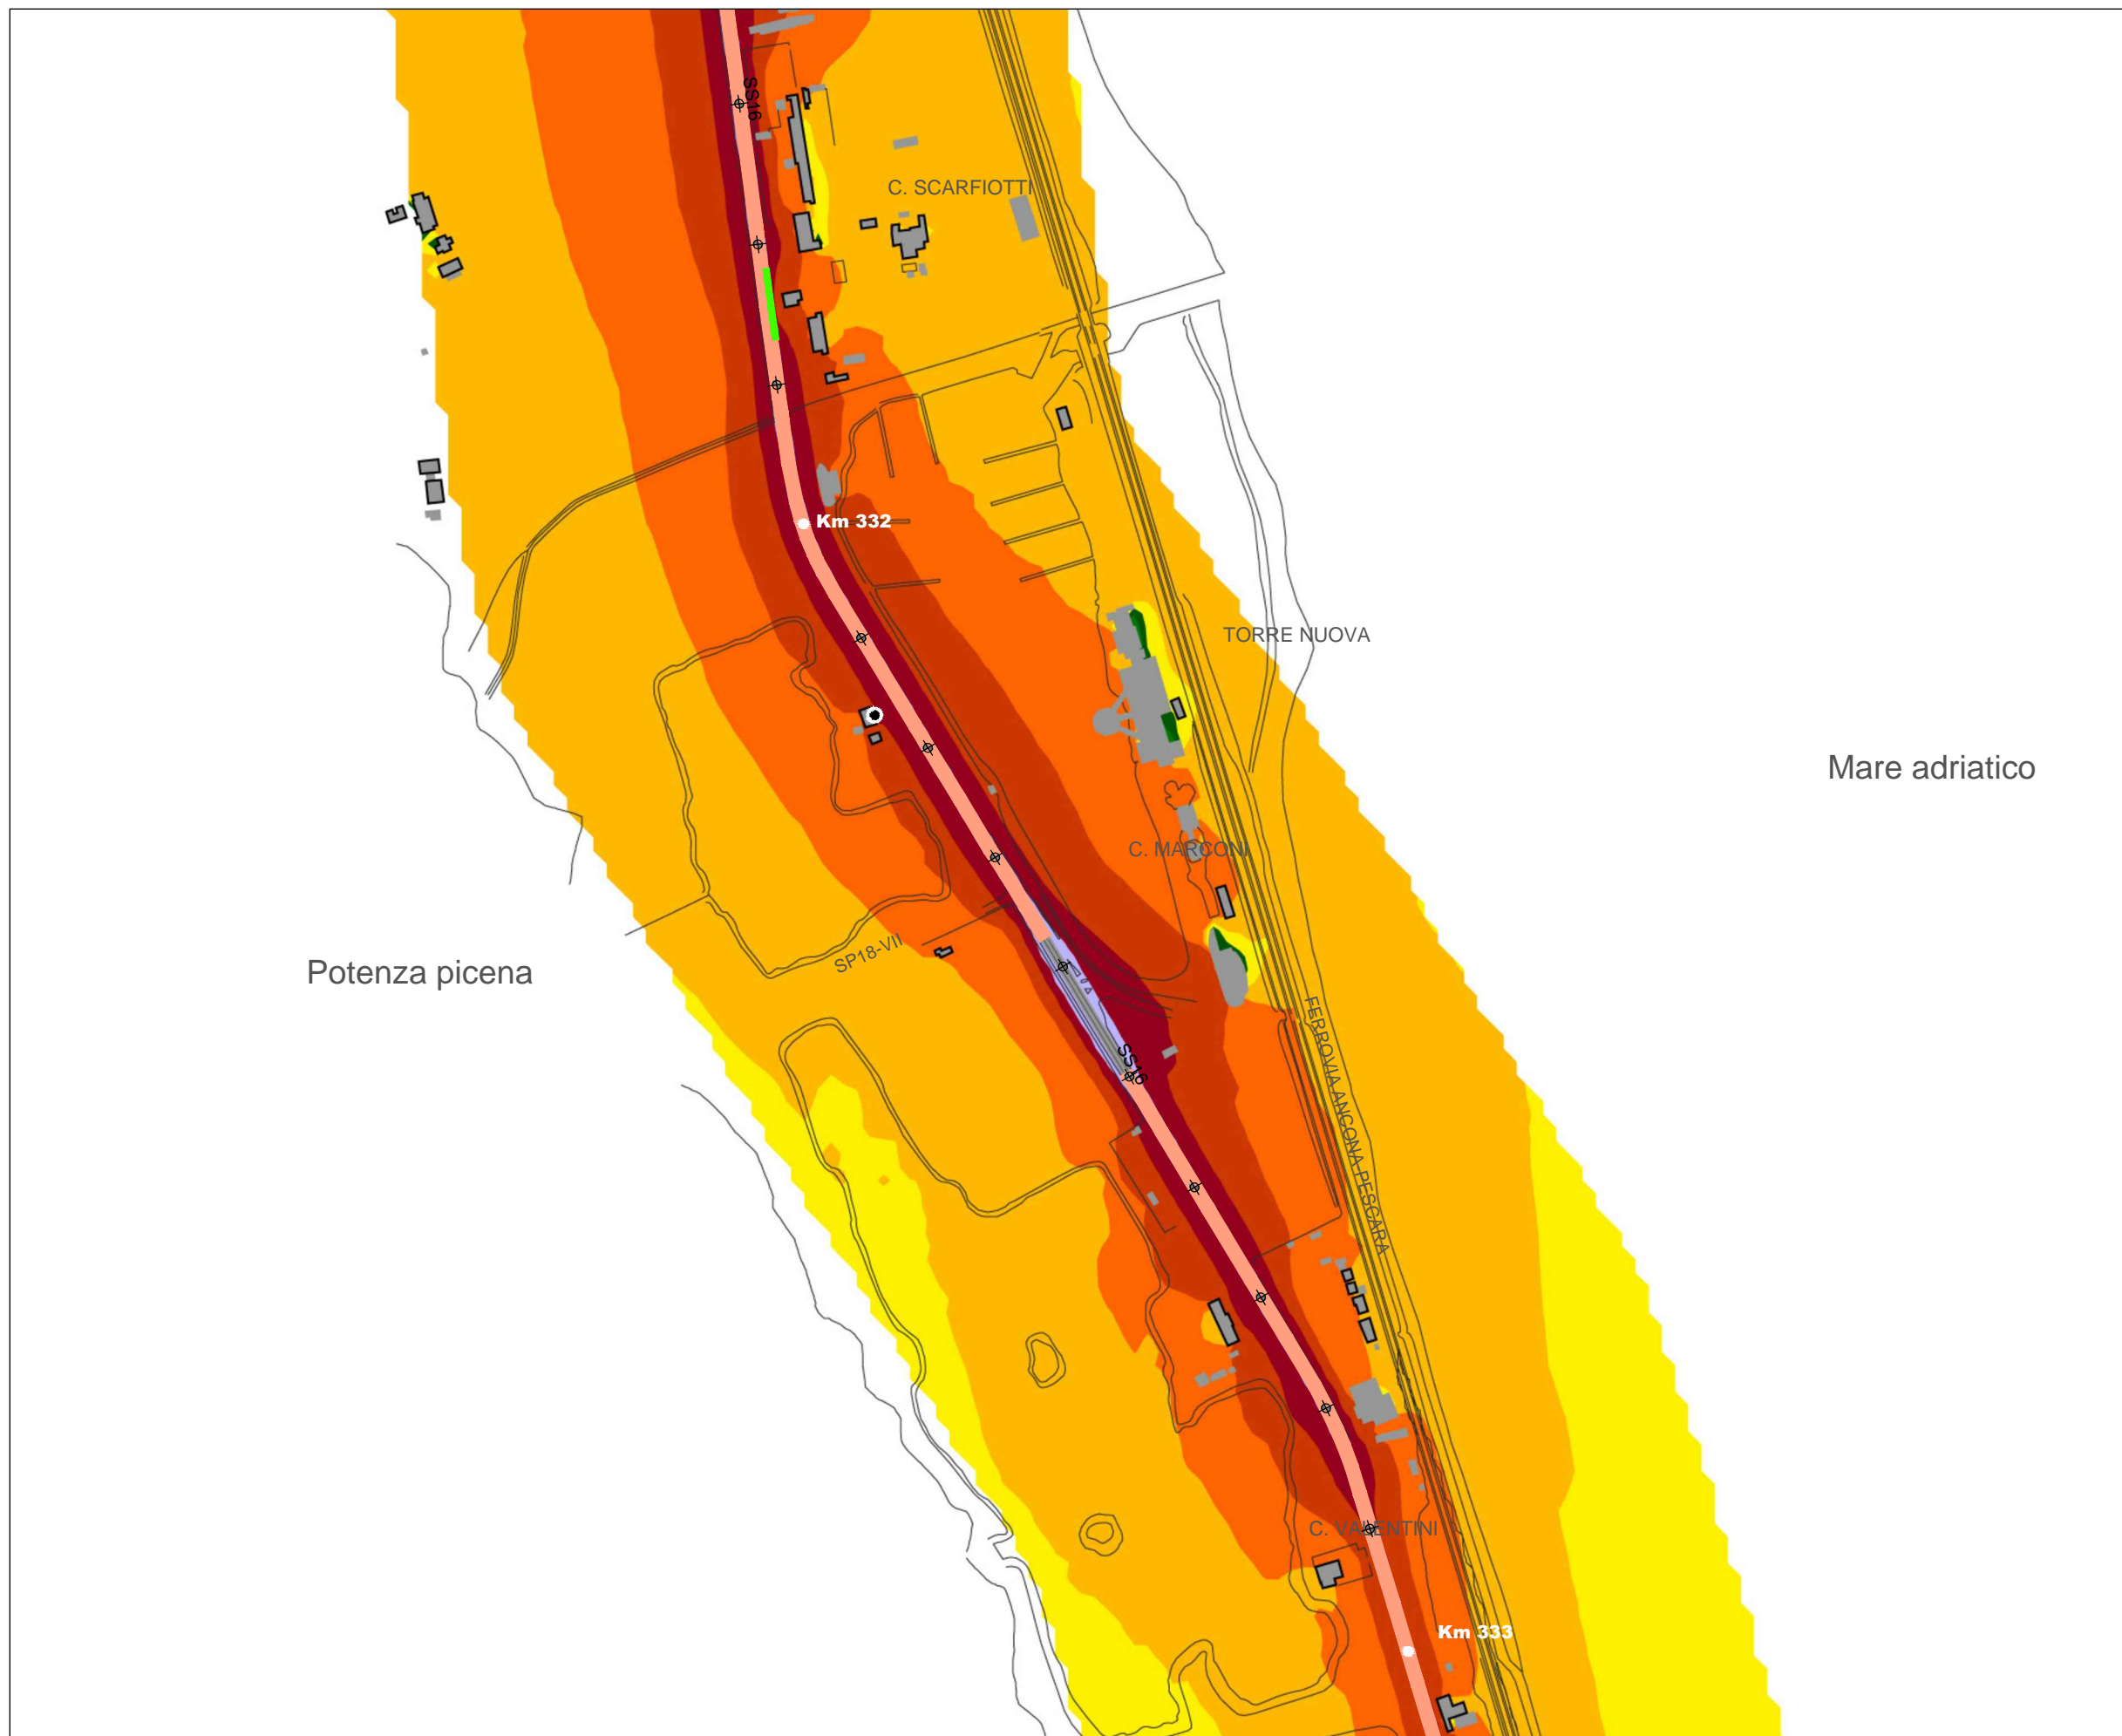 SS16
C. SCARFIOTTI
Km 332
TORRE NUOVA
Mare adriatico
C. MARCONI
SP18-VII
Potenza picena
FERROVIA ANCONA PESCARA
SS16
C. VALENTINI
Km 333